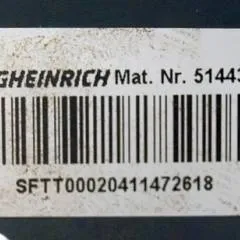 GHEINRICH Mat. Nr. 51443
SFTT00020411472618